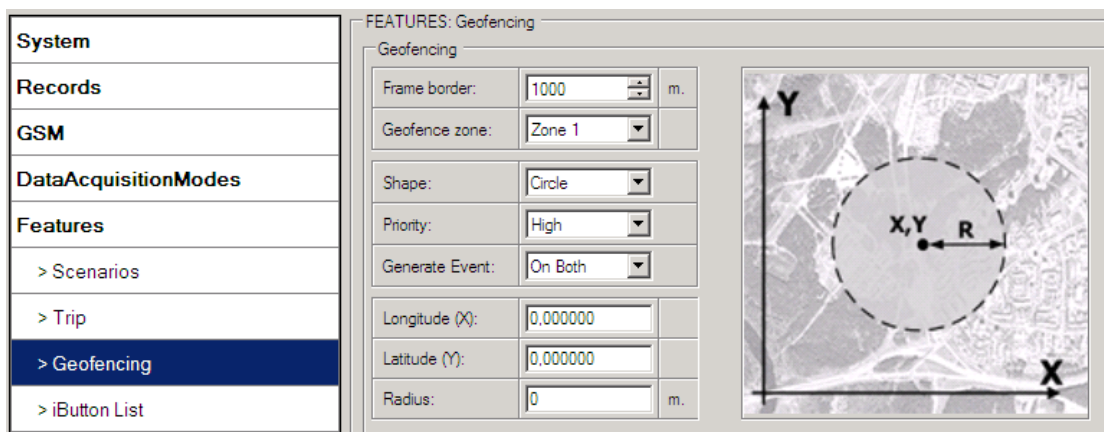 System
Records
GSM
DataAcquisitionModes
Features
> Scenarios
> Trip
> Geofencing
> iButton List
FEATURES: Geofencing
Geofencing
Frame border: 1000 m.
Geofence zone: Zone 1
Shape: Circle
Priority: High
Generate Event: On Both
Longitude (X): 0,000000
Latitude (Y): 0,000000
Radius: 0 m.
Y
X,Y R
X